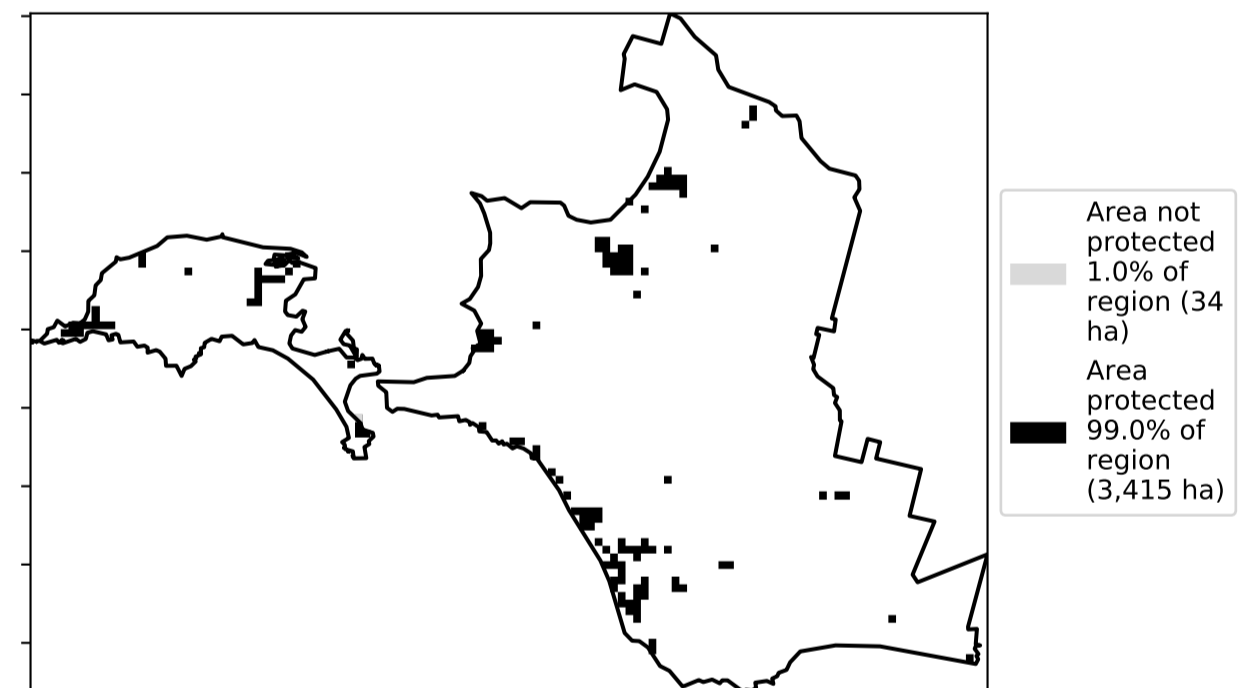 Area not
protected
1.0% of
region (34
ha)
Area
protected
99.0% of
region
(3,415 ha)